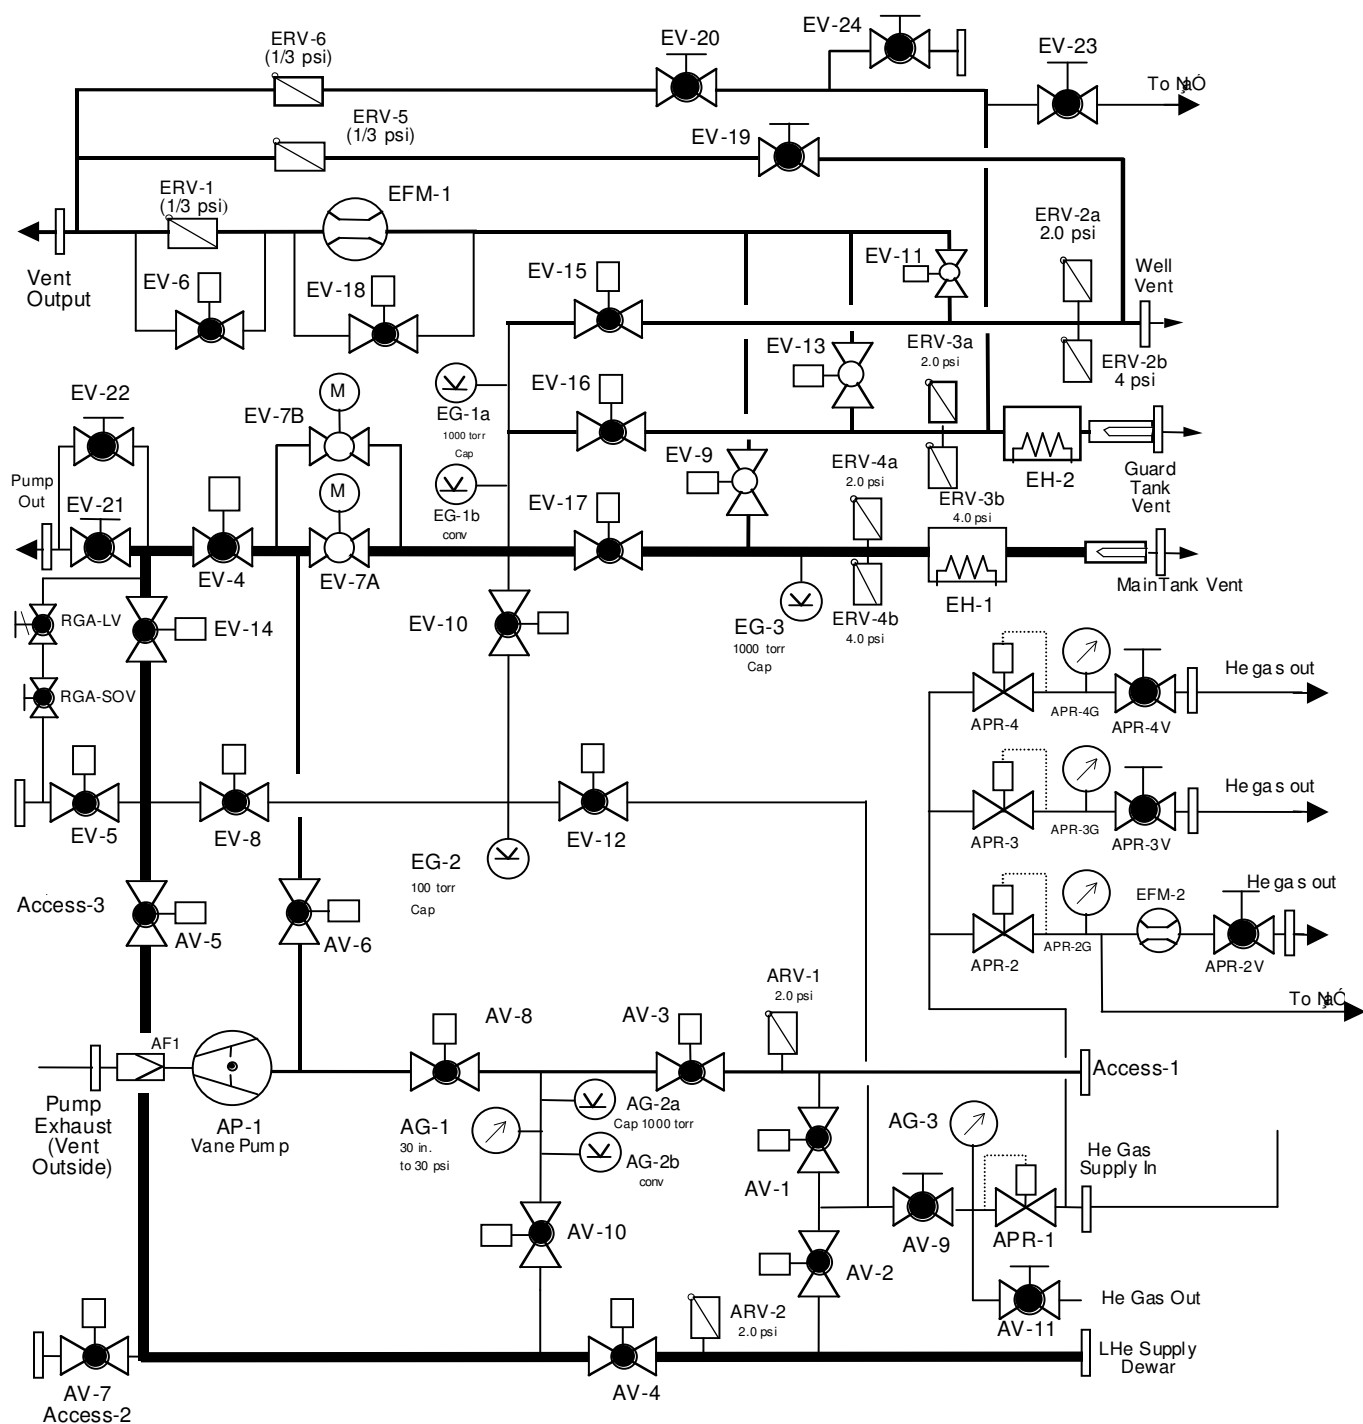 EV-24
ERV-6
(1/3 psi)
EV-20
EV-23
To
ERV-5
(1/3 psi)
EV-19
ERV-1
(1/3 psi)
EFM-1
ERV-2a
2.0 psi
Vent
Output
EV-6
EV-18
EV-15
EV-11
Well
Vent
EV-13
ERV-3a
2.0 psi
ERV-2b
4 psi
EV-22
EV-7B
M
EG-1a
1000 torr
Cap
EV-16
EV-9
ERV-4a
2.0 psi
EH-2
Guard
Tank
Vent
Pump
Out
EV-21
M
EG-1b
conv
EV-17
ERV-3b
4.0 psi
EV-4
EV-7A
EH-1
Main Tank Vent
RGA-LV
EV-14
EV-10
EG-3
1000 torr
Cap
ERV-4b
4.0 psi
RGA-SOV
He gas out
APR-4
APR-4G
APR-4V
He gas out
EV-5
EV-8
EV-12
APR-3
APR-3G
APR-3V
EG-2
100 torr
Cap
Access-3
AV-5
AV-6
He gas out
EFM-2
APR-2
APR-2G
APR-2V
To
ARV-1
2.0 psi
AV-8
AV-3
AF1
Access-1
Pump
Exhaust
(Vent
Outside)
AP-1
Vane Pump
AG-1
30 in.
to 30 psi
AG-2a
Cap 1000 torr
AG-2b
conv
AG-3
He Gas
Supply In
AV-1
AV-10
AV-9
APR-1
AV-2
ARV-2
2.0 psi
He Gas Out
AV-11
LHe Supply
Dewar
AV-7
Access-2
AV-4